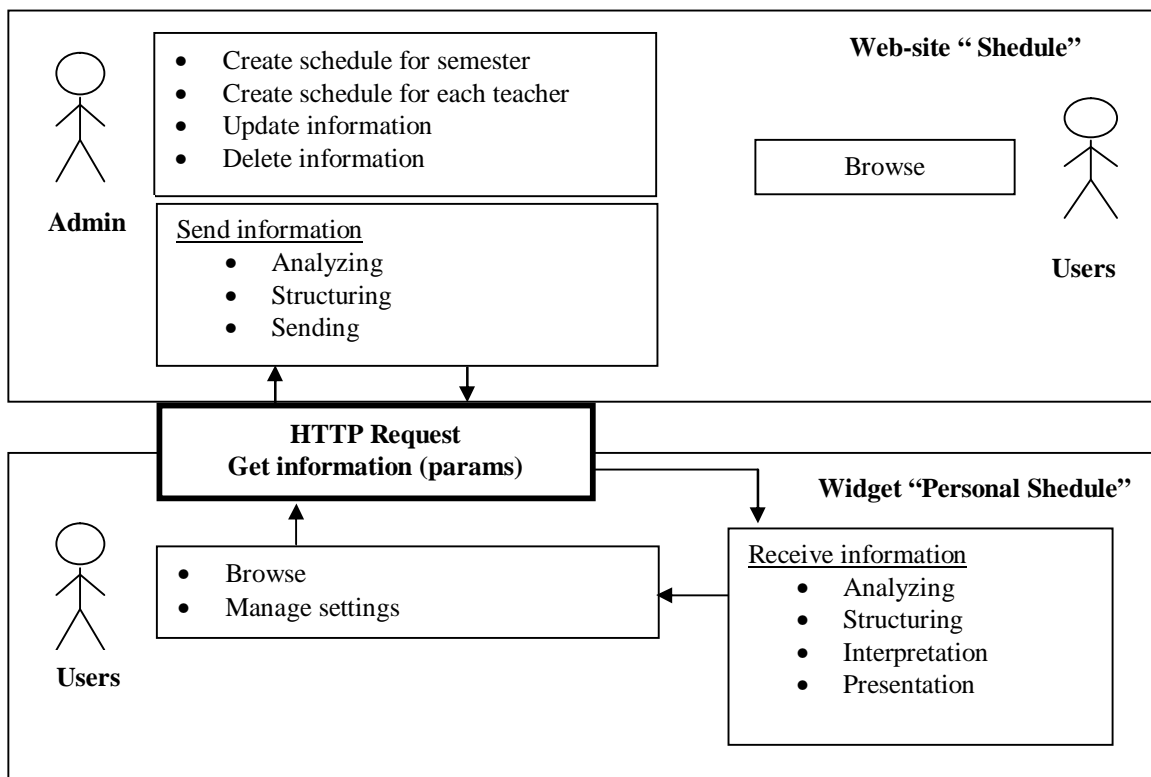 Web-site “ Shedule”
• Create schedule for semester
• Create schedule for each teacher
• Update information
• Delete information
Admin
Browse
Users
Send information
• Analyzing
• Structuring
• Sending
HTTP Request
Get information (params)
Widget “Personal Shedule”
Users
• Browse
• Manage settings
Receive information
• Analyzing
• Structuring
• Interpretation
• Presentation